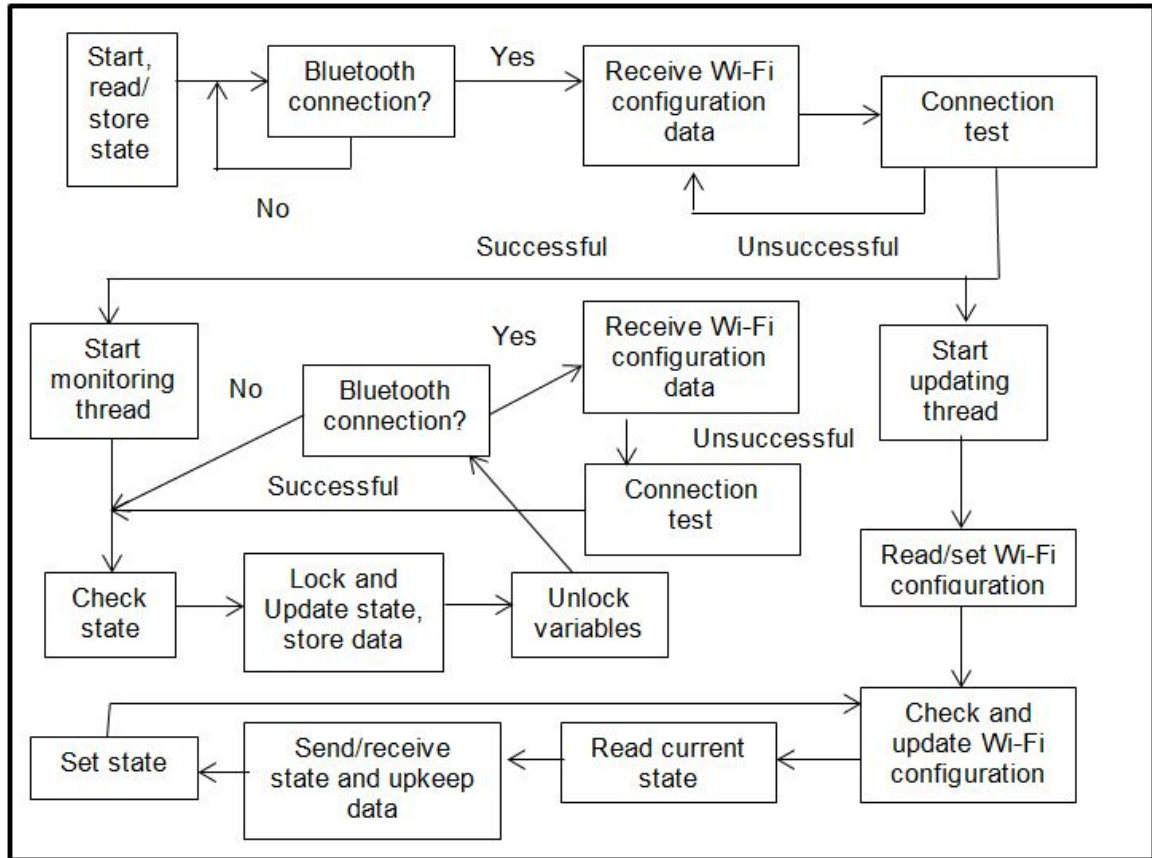 Start,
read/
store
state
Bluetooth
connection?
Yes
Receive Wi-Fi
configuration
data
Connection
test
No
Successful
Unsuccessful
Start
monitoring
thread
No
Bluetooth
connection?
Yes
Receive Wi-Fi
configuration
data
Start
updating
thread
Unsuccessful
Successful
Connection
test
Read/set Wi-Fi
configuration
Check
state
Lock and
Update state,
store data
Unlock
variables
Set state
Send/receive
state and upkeep
data
Read current
state
Check and
update Wi-Fi
configuration